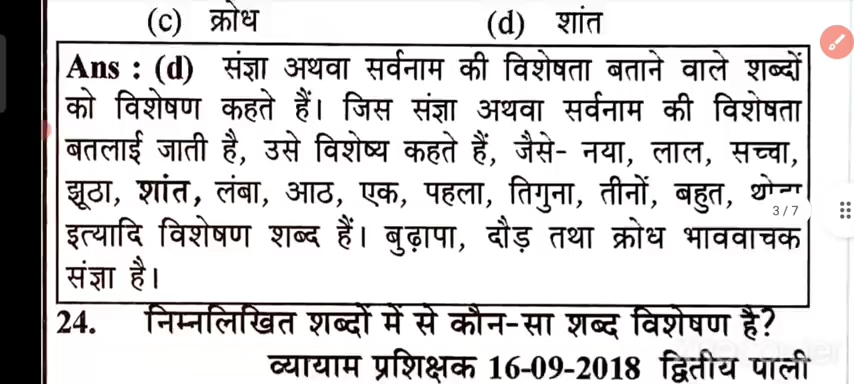 (c) क्रोध (d) शांत
Ans : (d) संज्ञा अथवा सर्वनाम की विशेषता बताने वाले शब्दों
को विशेषण कहते हैं। जिस संज्ञा अथवा सर्वनाम की विशेषता
बतलाई जाती है, उसे विशेष्य कहते हैं, जैसे- नया, लाल, सच्चा,
झूठा, शांत, लंबा, आठ, एक, पहला, तिगुना, तीनों, बहुत,
3 / 7
इत्यादि विशेषण शब्द हैं। बुढ़ापा, दौड़ तथा क्रोध भाववाचक
संज्ञा है।
24. निम्नलिखित शब्दों में से कौन-सा शब्द विशेषण है?
व्यायाम प्रशिक्षक 16-09-2018 द्वितीय पाली